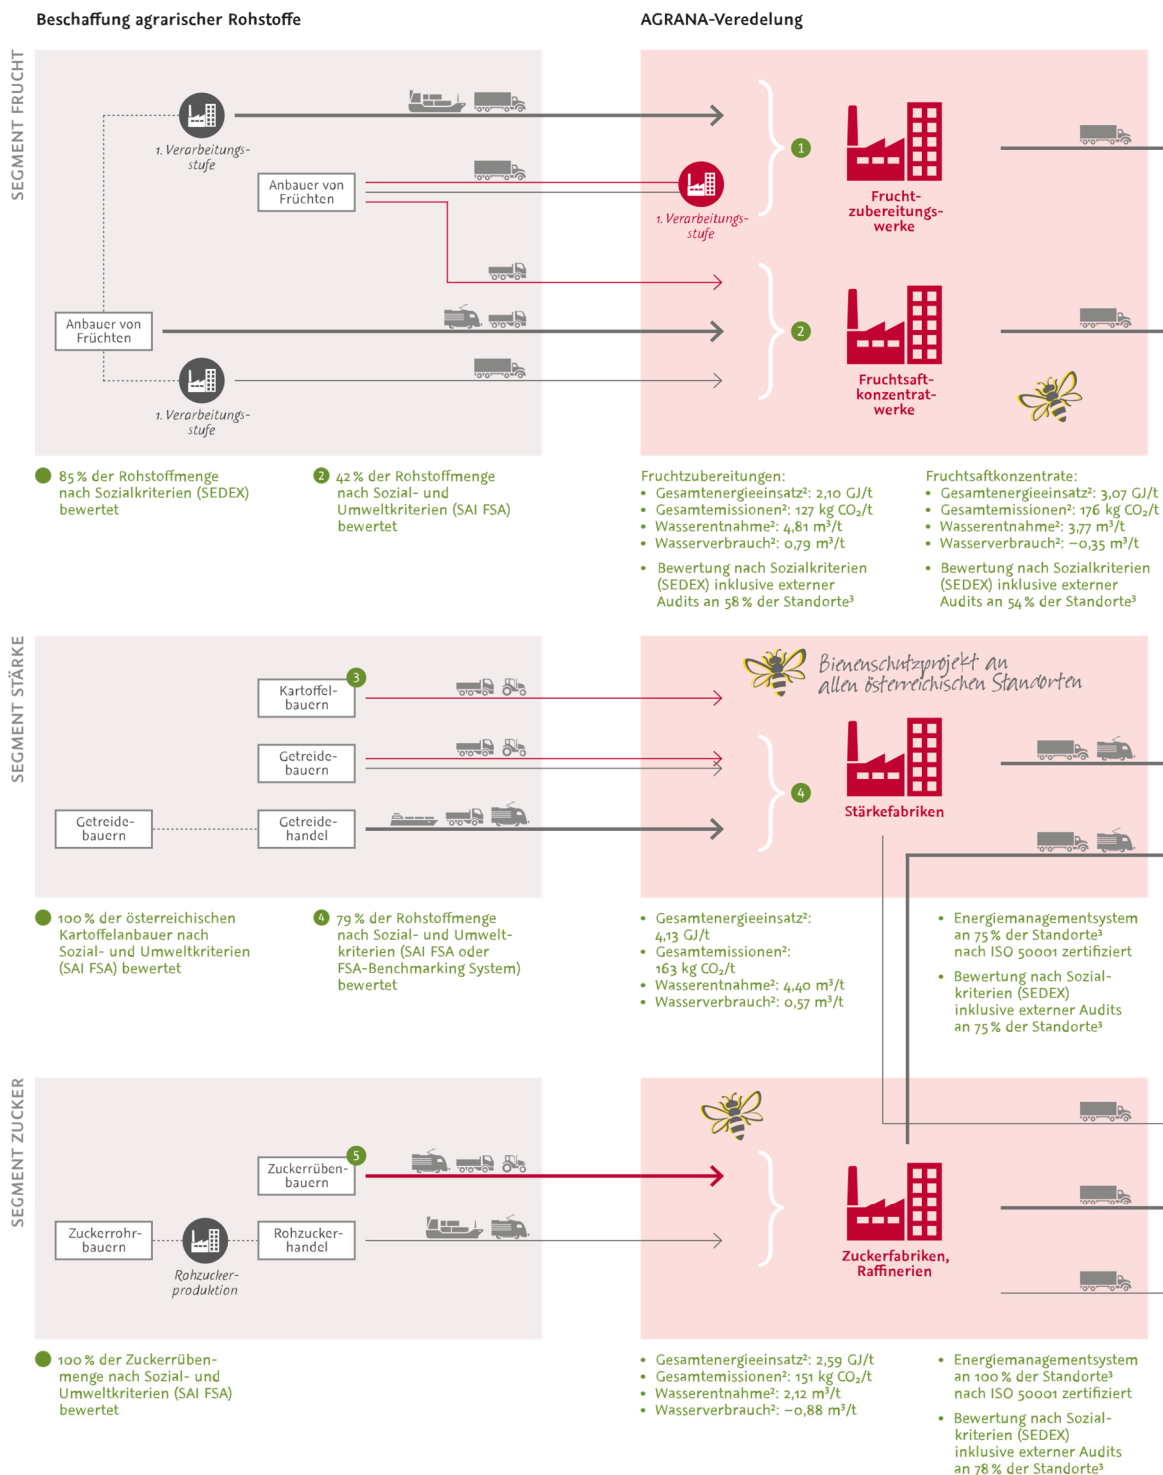 Beschaffung agrarischer Rohstoffe
AGRANA-Veredelung
SEGMENT FRUCHT
1. Verarbeitungs-
stufe
Anbauer von
Früchten
1. Verarbeitungs-
stufe
1
Frucht-
zubereitungs-
werke
Anbauer von
Früchten
1. Verarbeitungs-
stufe
2
Fruchtsaft-
konzentrat-
werke
85 % der Rohstoffmenge
nach Sozialkriterien (SEDEX)
bewertet
2 42 % der Rohstoffmenge
nach Sozial- und
Umweltkriterien (SAI FSA)
bewertet
Fruchtzubereitungen:
• Gesamtenergieeinsatz²: 2,10 GJ/t
• Gesamtemissionen²: 127 kg CO₂/t
• Wasserentnahme²: 4,81 m³/t
• Wasserverbrauch²: 0,79 m³/t
• Bewertung nach Sozialkriterien
(SEDEX) inklusive externer
Audits an 58 % der Standorte³
Fruchtsaftkonzentrate:
• Gesamtenergieeinsatz²: 3,07 GJ/t
• Gesamtemissionen²: 176 kg CO₂/t
• Wasserentnahme²: 3,77 m³/t
• Wasserverbrauch²: –0,35 m³/t
• Bewertung nach Sozialkriterien
(SEDEX) inklusive externer
Audits an 54 % der Standorte³
SEGMENT STÄRKE
3
Kartoffel-
bauern
Getreide-
bauern
Getreide-
bauern
Getreide-
handel
Bienenschutzprojekt an
allen österreichischen Standorten
4
Stärkefabriken
100 % der österreichischen
Kartoffelanbauer nach
Sozial- und Umweltkriterien
(SAI FSA) bewertet
4 79 % der Rohstoffmenge
nach Sozial- und Umwelt-
kriterien (SAI FSA oder
FSA-Benchmarking System)
bewertet
• Gesamtenergieeinsatz²:
4,13 GJ/t
• Gesamtemissionen²:
163 kg CO₂/t
• Wasserentnahme²: 4,40 m³/t
• Wasserverbrauch²: 0,57 m³/t
• Energiemanagementsystem
an 75 % der Standorte³
nach ISO 50001 zertifiziert
• Bewertung nach Sozial-
kriterien (SEDEX)
inklusive externer Audits
an 75 % der Standorte³
SEGMENT ZUCKER
5
Zuckerrüben-
bauern
Zuckerrohr-
bauern
Rohzucker-
produktion
Rohzucker-
handel
Zuckerfabriken,
Raffinerien
100 % der Zuckerrüben-
menge nach Sozial- und
Umweltkriterien (SAI FSA)
bewertet
• Gesamtenergieeinsatz²: 2,59 GJ/t
• Gesamtemissionen²: 151 kg CO₂/t
• Wasserentnahme²: 2,12 m³/t
• Wasserverbrauch²: –0,88 m³/t
• Energiemanagementsystem
an 100 % der Standorte³
nach ISO 50001 zertifiziert
• Bewertung nach Sozial-
kriterien (SEDEX)
inklusive externer Audits
an 78 % der Standorte³